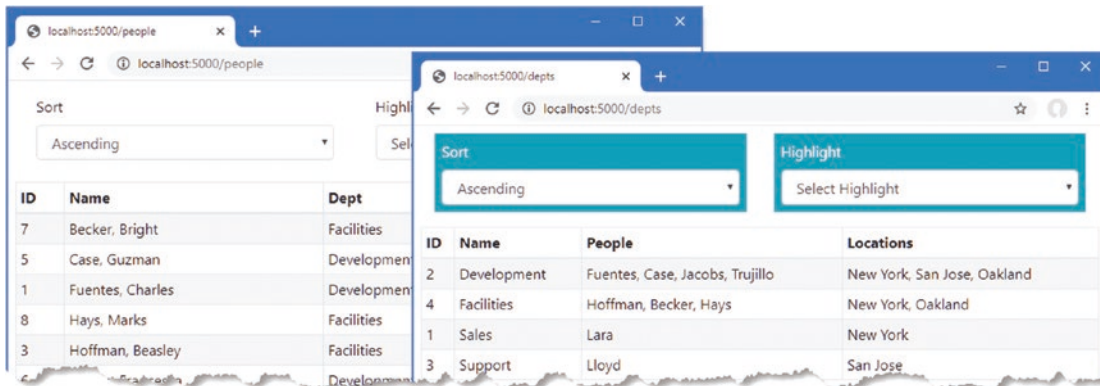 localhost:5000/people
localhost:5000/people
Sort
Ascending
ID Name Dept
7 Becker, Bright Facilities
5 Case, Guzman Development
1 Fuentes, Charles Development
8 Hays, Marks Facilities
3 Hoffman, Beasley Facilities
localhost:5000/depts
localhost:5000/depts
Sort Highlight
Ascending Select Highlight
ID Name People Locations
2 Development Fuentes, Case, Jacobs, Trujillo New York, San Jose, Oakland
4 Facilities Hoffman, Becker, Hays New York, Oakland
1 Sales Lara New York
3 Support Lloyd San Jose